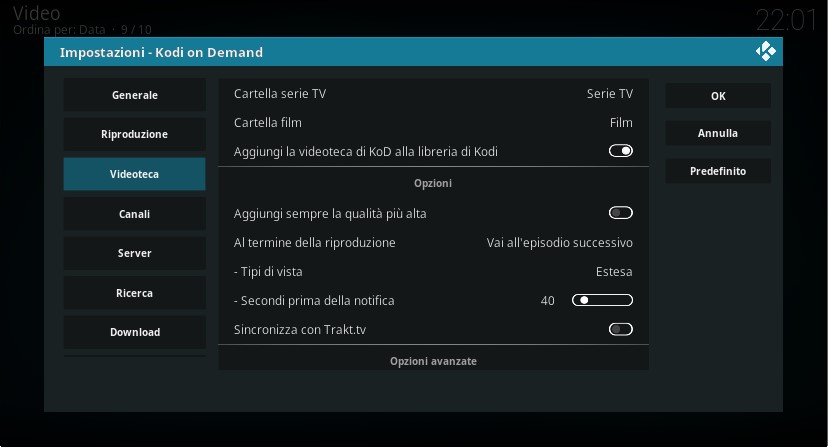 Video
Ordina per: Data · 9 / 10
22:01
Impostazioni - Kodi on Demand
Generale
Riproduzione
Videoteca
Canali
Server
Ricerca
Download
Cartella serie TV Serie TV
Cartella film Film
Aggiungi la videoteca di KoD alla libreria di Kodi
Opzioni
Aggiungi sempre la qualità più alta
Al termine della riproduzione Vai all'episodio successivo
- Tipi di vista Estesa
- Secondi prima della notifica 40
Sincronizza con Trakt.tv
Opzioni avanzate
OK
Annulla
Predefinito